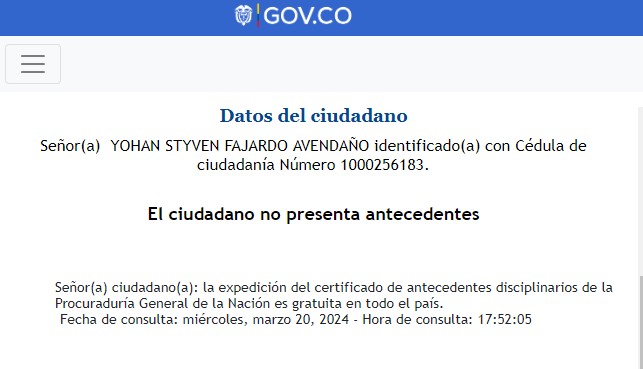 GOV.CO
Datos del ciudadano
Señor(a)  YOHAN STYVEN FAJARDO AVENDAÑO identificado(a) con Cédula de
ciudadanía Número 1000256183.
El ciudadano no presenta antecedentes
Señor(a) ciudadano(a): la expedición del certificado de antecedentes disciplinarios de la
Procuraduría General de la Nación es gratuita en todo el país.
Fecha de consulta: miércoles, marzo 20, 2024 - Hora de consulta: 17:52:05